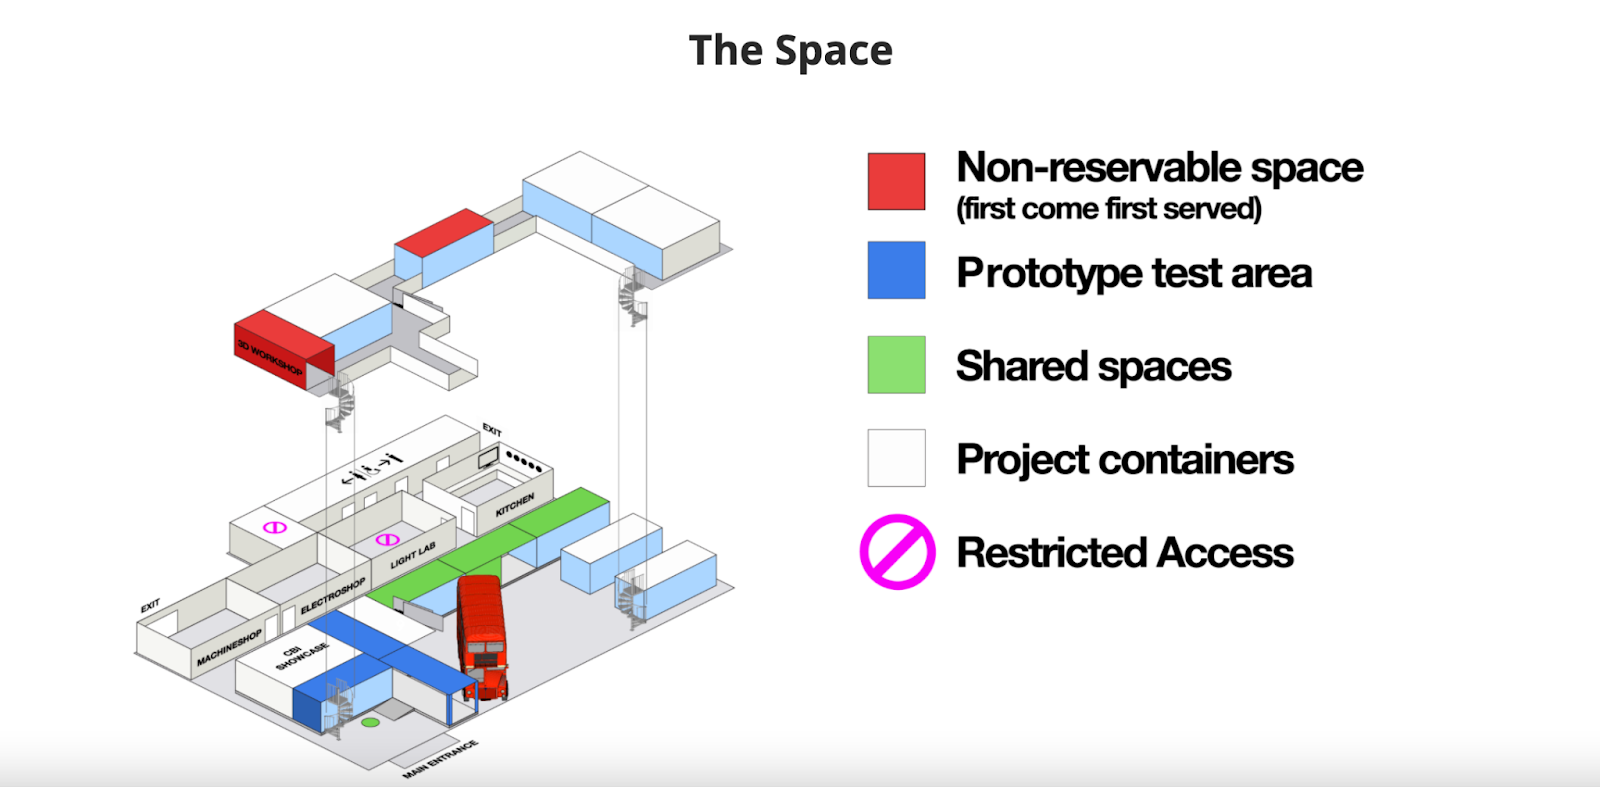 The Space
Non-reservable space
(first come first served)
Prototype test area
Shared spaces
Project containers
Restricted Access
3D WORKSHOP
EXIT
KITCHEN
LIGHT LAB
ELECTROSHOP
EXIT
MACHINESHOP
CBI
SHOWCASE
MAIN ENTRANCE